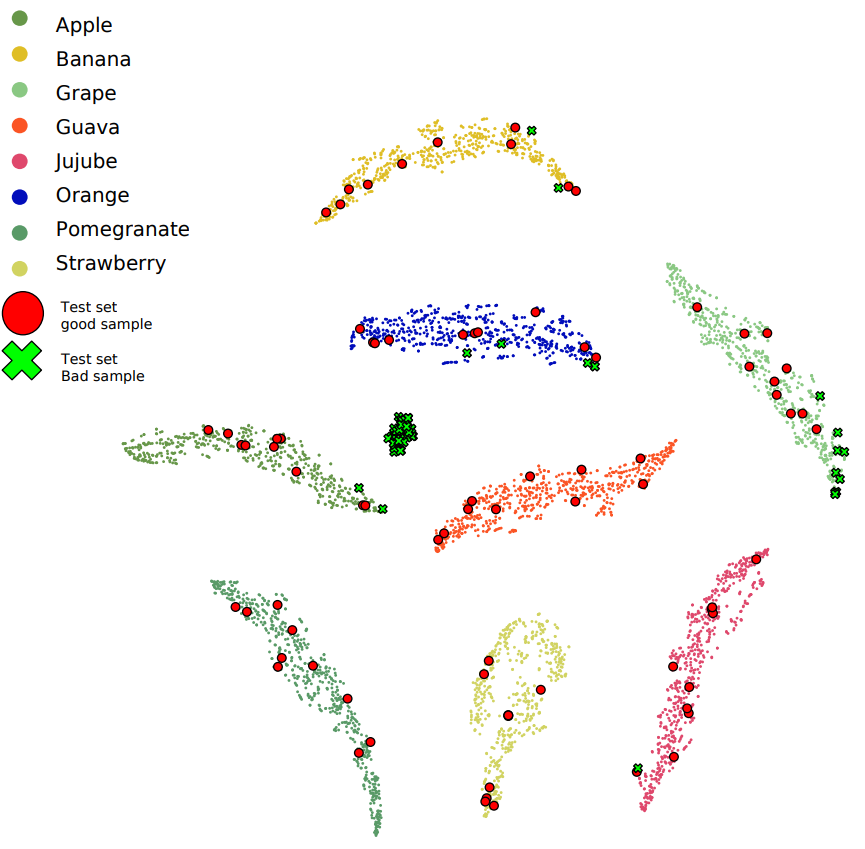 Apple
Banana
Grape
Guava
Jujube
Orange
Pomegranate
Strawberry
Test set
good sample
Test set
Bad sample